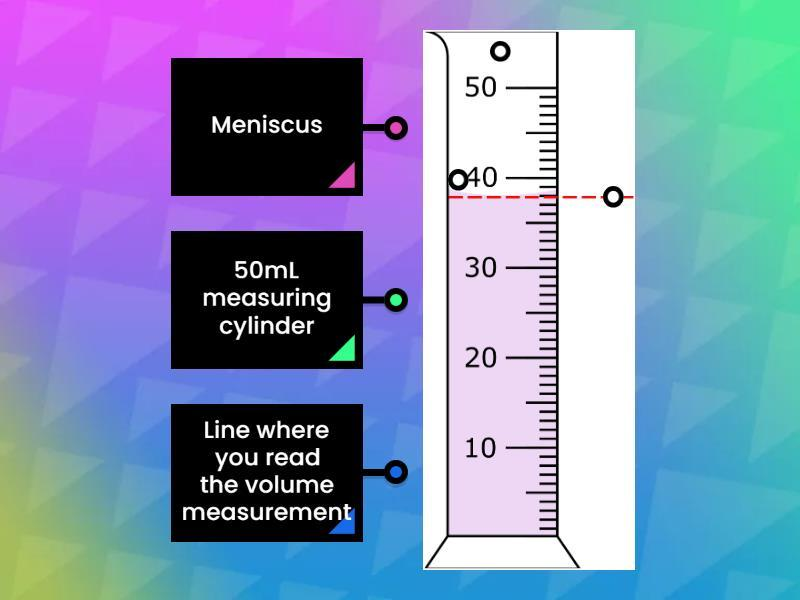 Meniscus
50mL
measuring
cylinder
Line where
you read
the volume
measurement
50
40
30
20
10